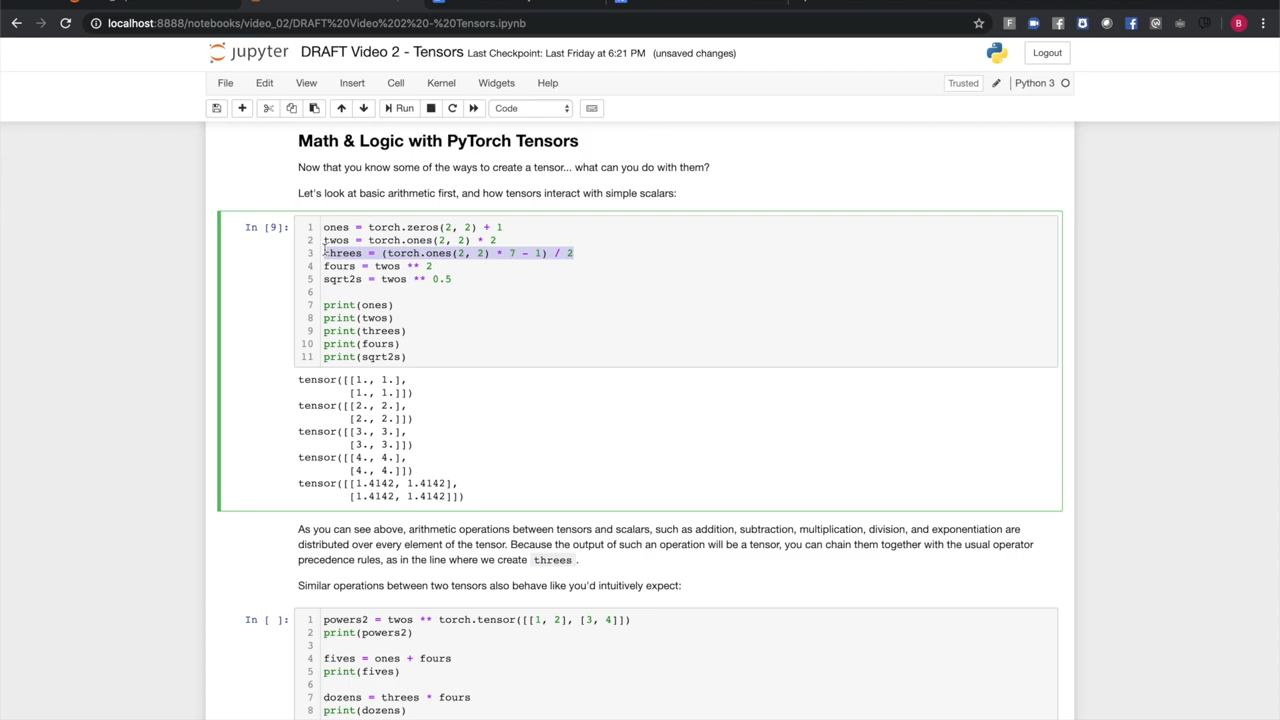 localhost:8888/notebooks/video_02/DRAFT%20Video%202%20-%20Tensors.ipynb
B
jupyter DRAFT Video 2 - Tensors Last Checkpoint: Last Friday at 6:21 PM (unsaved changes)
Logout
File Edit View Insert Cell Kernel Widgets Help
Trusted Python 3
Run Code
Math & Logic with PyTorch Tensors
Now that you know some of the ways to create a tensor... what can you do with them?
Let's look at basic arithmetic first, and how tensors interact with simple scalars:
In [9]:
1 ones = torch.zeros(2, 2) + 1
2 twos = torch.ones(2, 2) * 2
3 threes = (torch.ones(2, 2) * 7 - 1) / 2
4 fours = twos ** 2
5 sqrt2s = twos ** 0.5
6
7 print(ones)
8 print(twos)
9 print(threes)
10 print(fours)
11 print(sqrt2s)
tensor([[1., 1.],
[1., 1.]])
tensor([[2., 2.],
[2., 2.]])
tensor([[3., 3.],
[3., 3.]])
tensor([[4., 4.],
[4., 4.]])
tensor([[1.4142, 1.4142],
[1.4142, 1.4142]])
As you can see above, arithmetic operations between tensors and scalars, such as addition, subtraction, multiplication, division, and exponentiation are
distributed over every element of the tensor. Because the output of such an operation will be a tensor, you can chain them together with the usual operator
precedence rules, as in the line where we create threes.
Similar operations between two tensors also behave like you'd intuitively expect:
In [ ]:
1 powers2 = twos ** torch.tensor([[1, 2], [3, 4]])
2 print(powers2)
3
4 fives = ones + fours
5 print(fives)
6
7 dozens = threes * fours
8 print(dozens)